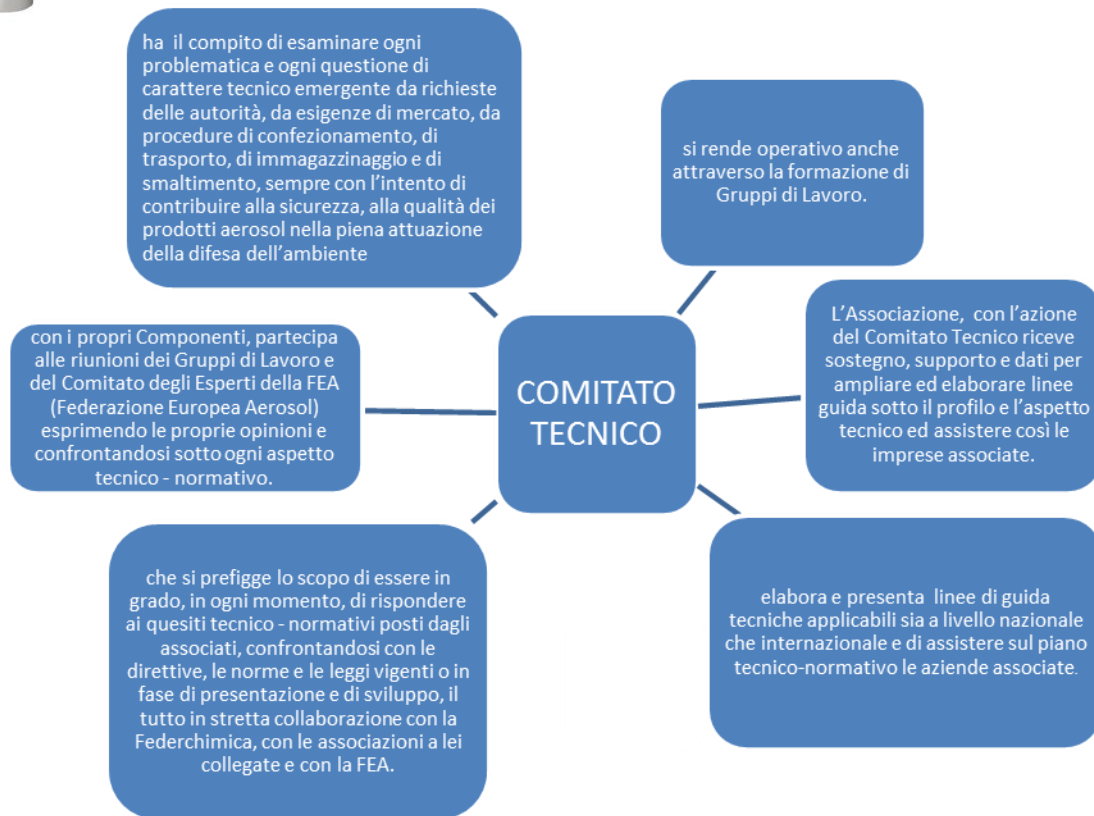 ha  il compito di esaminare ogni
problematica e ogni questione di
carattere tecnico emergente da richieste
delle autorità, da esigenze di mercato, da
procedure di confezionamento, di
trasporto, di immagazzinaggio e di
smaltimento, sempre con l’intento di
contribuire alla sicurezza, alla qualità dei
prodotti aerosol nella piena attuazione
della difesa dell’ambiente
si rende operativo anche
attraverso la formazione di
Gruppi di Lavoro.
con i propri Componenti, partecipa
alle riunioni dei Gruppi di Lavoro e
del Comitato degli Esperti della FEA
(Federazione Europea Aerosol)
esprimendo le proprie opinioni e
confrontandosi sotto ogni aspetto
tecnico - normativo.
COMITATO
TECNICO
L’Associazione,  con l’azione
del Comitato Tecnico riceve
sostegno, supporto e dati per
ampliare ed elaborare linee
guida sotto il profilo e l’aspetto
tecnico ed assistere così le
imprese associate.
che si prefigge lo scopo di essere in
grado, in ogni momento, di rispondere
ai quesiti tecnico - normativi posti dagli
associati, confrontandosi con le
direttive, le norme e le leggi vigenti o in
fase di presentazione e di sviluppo, il
tutto in stretta collaborazione con la
Federchimica, con le associazioni a lei
collegate e con la FEA.
elabora e presenta  linee di guida
tecniche applicabili sia a livello nazionale
che internazionale e di assistere sul piano
tecnico-normativo le aziende associate.